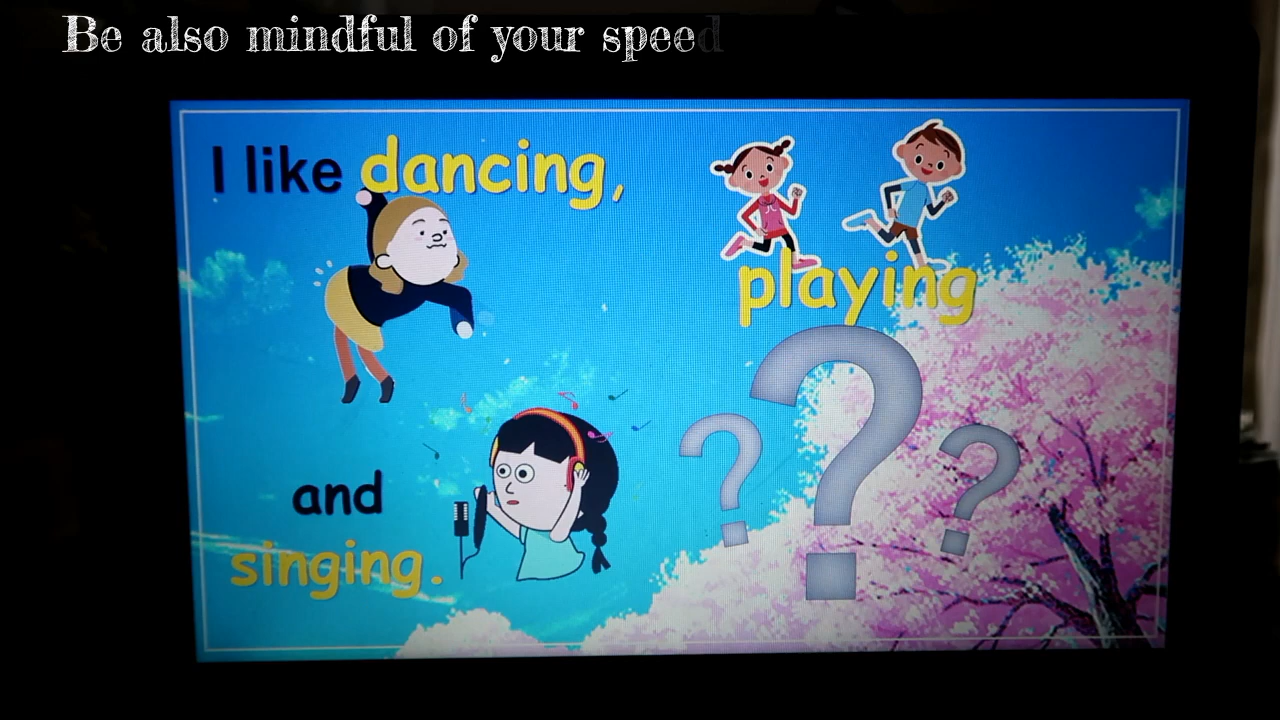 Be also mindful of your speed
I like dancing,
playing
? ? ?
and
singing.